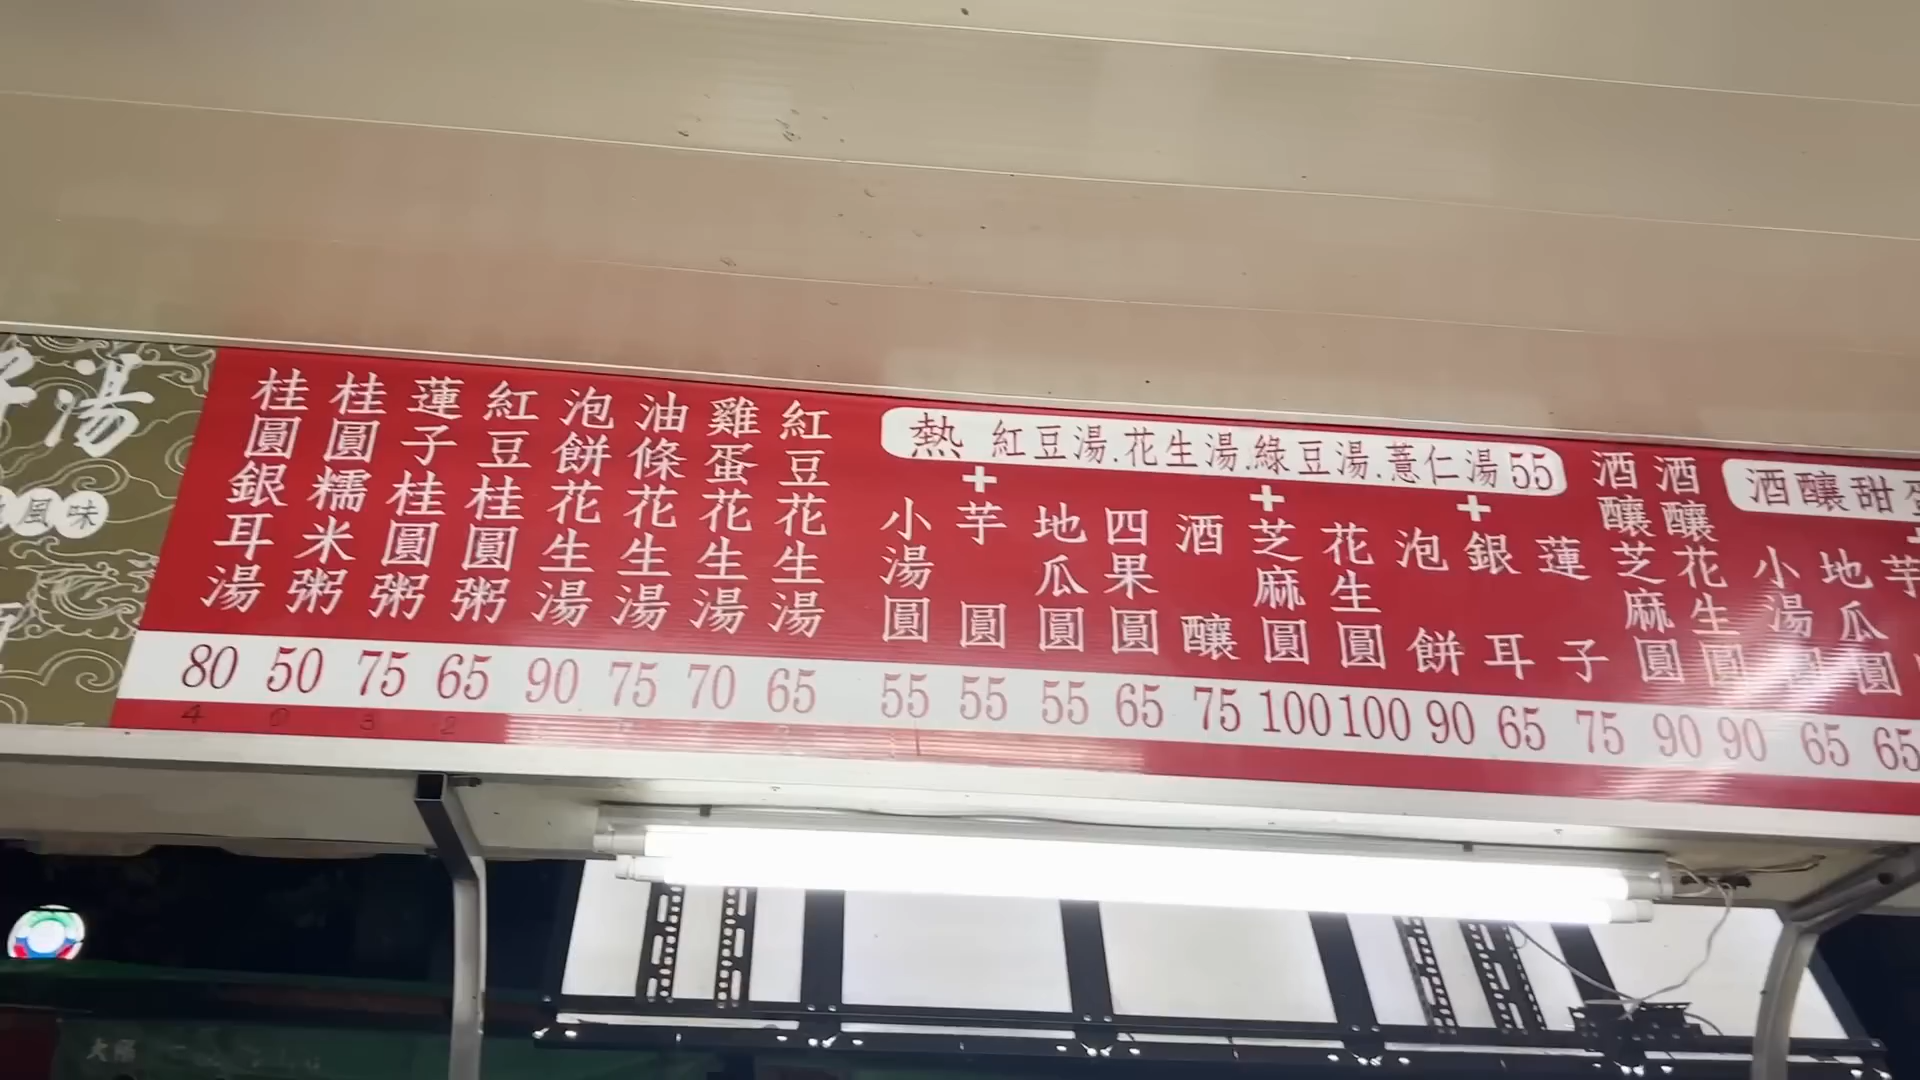 湯
風味
桂圓銀耳湯 80
桂圓糯米粥 50
蓮子桂圓粥 75
紅豆桂圓粥 65
泡餅花生湯 90
油條花生湯 75
雞蛋花生湯 70
紅豆花生湯 65
熱 紅豆湯.花生湯.綠豆湯.薏仁湯55
+
+
+
小湯圓 55
芋圓 55
地瓜圓 55
四果圓 65
酒釀 75
芝麻圓 100
花生圓 100
泡餅 90
銀耳 65
蓮子 75
酒釀芝麻圓 90
酒釀花生圓 90
酒釀甜
小湯圓 65
地瓜圓 65
芋